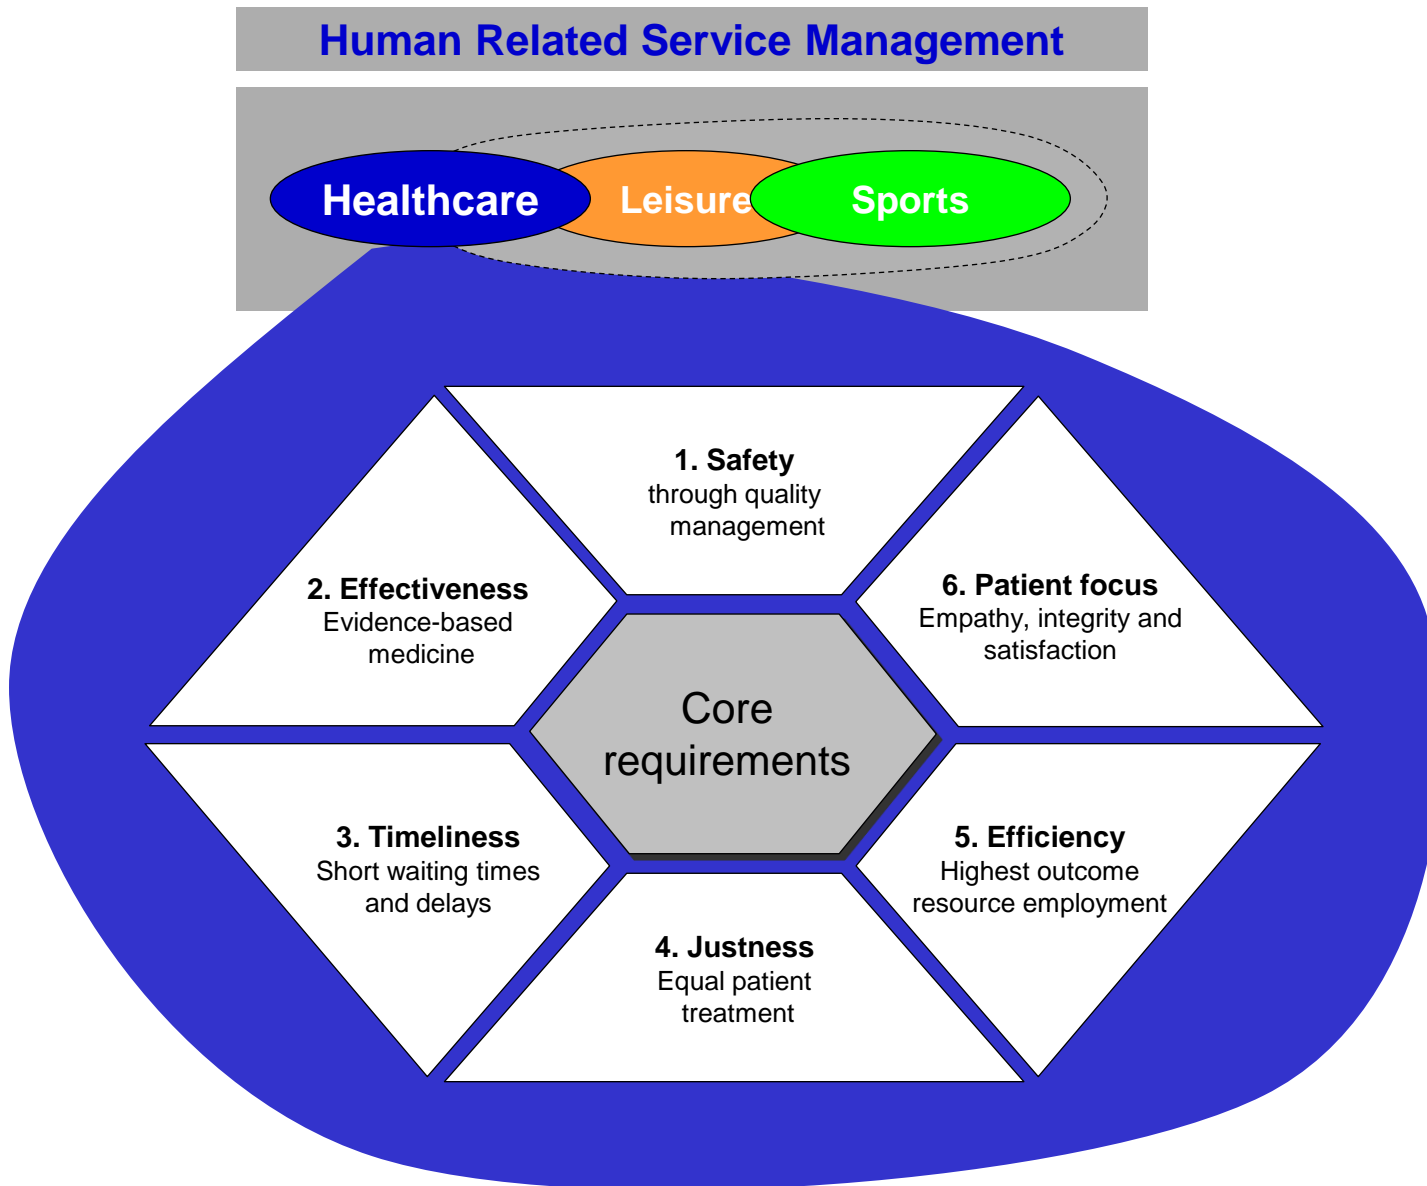 Human Related Service Management
Healthcare
Leisure
Sports
1. Safety
through quality
management
2. Effectiveness
Evidence-based
medicine
6. Patient focus
Empathy, integrity and
satisfaction
Core
requirements
3. Timeliness
Short waiting times
and delays
5. Efficiency
Highest outcome
resource employment
4. Justness
Equal patient
treatment